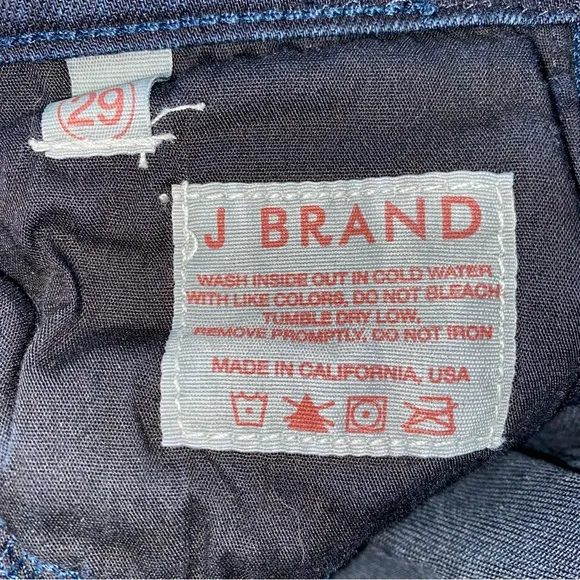 29
J BRAND
WASH INSIDE OUT IN COLD WATER
WITH LIKE COLORS, DO NOT BLEACH
TUMBLE DRY LOW,
REMOVE PROMPTLY, DO NOT IRON
MADE IN CALIFORNIA, USA